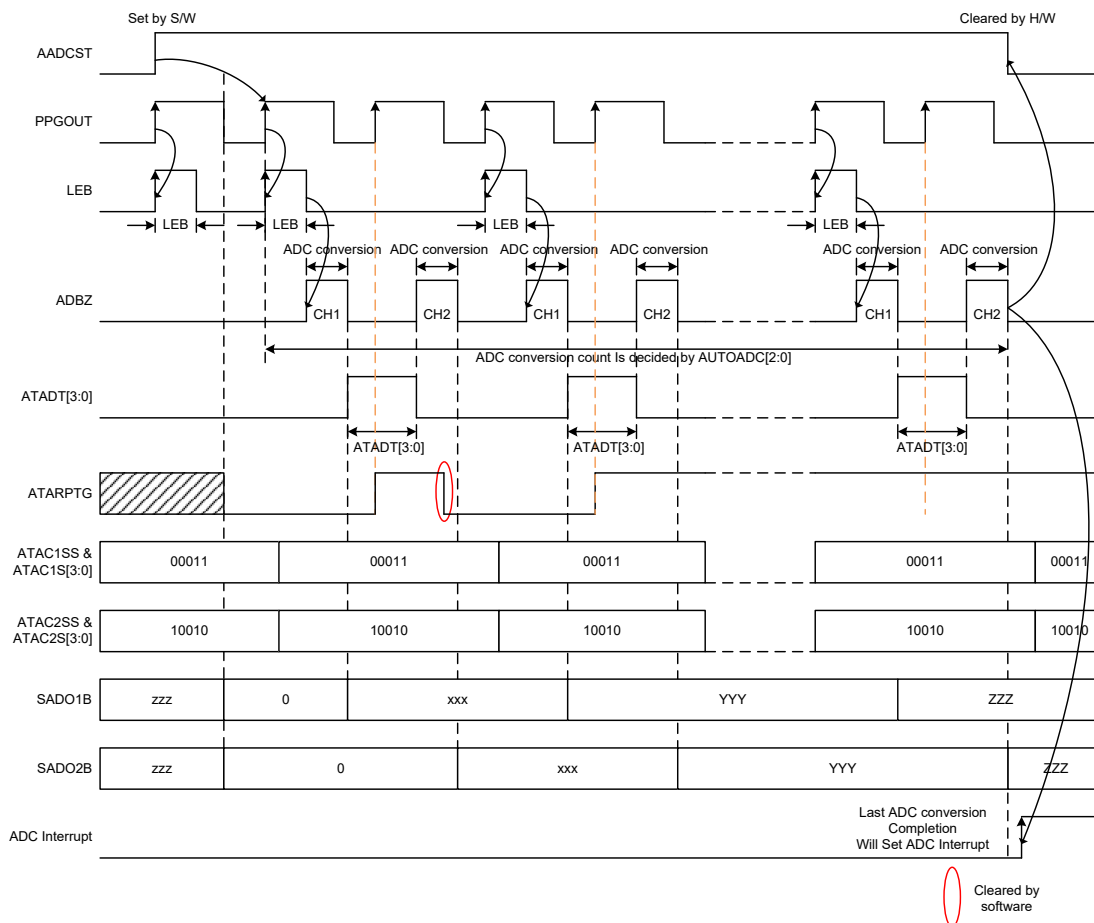 Set by S/W
Cleared by H/W
AADCST
PPGOUT
LEB
LEB
LEB
LEB
LEB
ADC conversion
ADC conversion
ADC conversion
ADC conversion
ADC conversion
ADC conversion
ADBZ
CH1
CH2
CH1
CH2
CH1
CH2
ADC conversion count Is decided by AUTOADC[2:0]
ATADT[3:0]
ATADT[3:0]
ATADT[3:0]
ATADT[3:0]
ATARPTG
ATAC1SS &
ATAC1S[3:0]
00011
00011
00011
00011
00011
ATAC2SS &
ATAC2S[3:0]
10010
10010
10010
10010
10010
SADO1B
zzz
0
xxx
YYY
ZZZ
SADO2B
zzz
0
xxx
YYY
ZZZ
ADC Interrupt
Last ADC conversion
Completion
Will Set ADC Interrupt
Cleared by
software